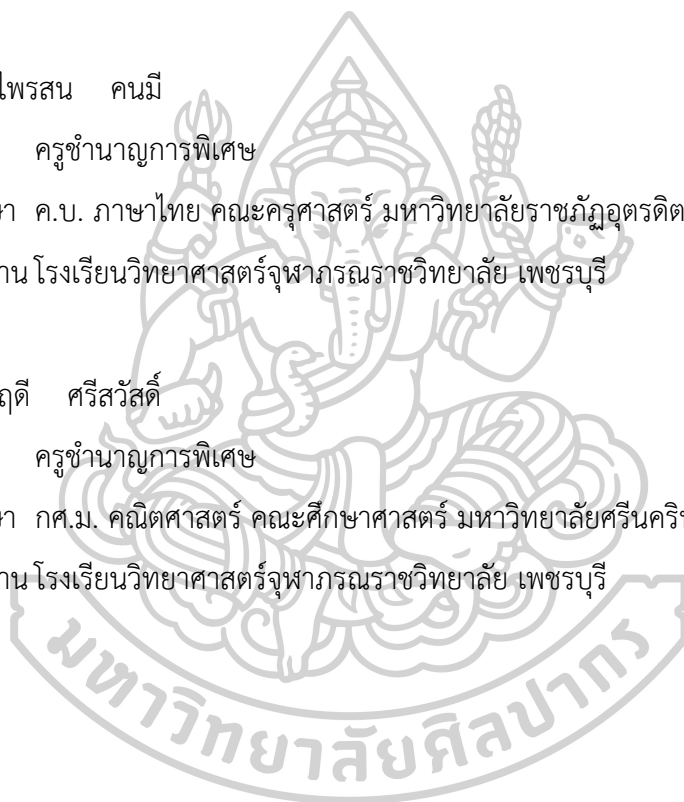 ไพรสน คนมี
ครูชำนาญการพิเศษ
ค.บ. ภาษาไทย คณะครุศาสตร์ มหาวิทยาลัยราชภัฏอุตรดิต
โรงเรียนวิทยาศาสตร์จุฬาภรณราชวิทยาลัย เพชรบุรี
ฤดี ศรีสวัสดิ์
ครูชำนาญการพิเศษ
กศ.ม. คณิตศาสตร์ คณะศึกษาศาสตร์ มหาวิทยาลัยศรีนคริน
โรงเรียนวิทยาศาสตร์จุฬาภรณราชวิทยาลัย เพชรบุรี
มหาวิทยาลัยศิลปากร